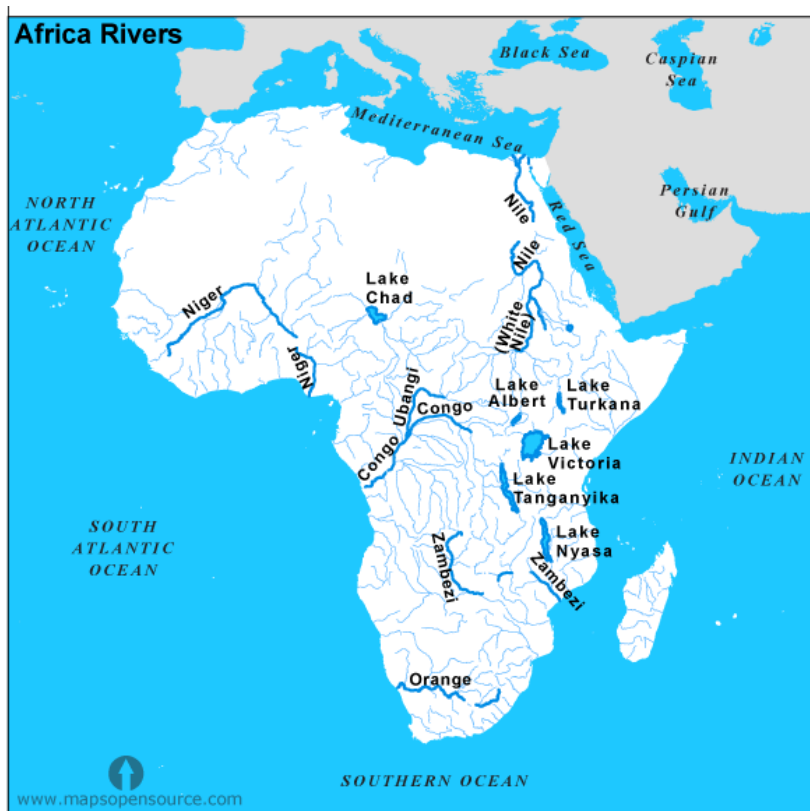 Africa Rivers
Black Sea
Caspian
Sea
Mediterranean Sea
Persian
Gulf
NORTH
ATLANTIC
OCEAN
Nile
Red Sea
Nile
Lake
Chad
Niger
(White
Nile)
Niger
Ubangi
Lake
Albert
Lake
Turkana
Congo
Congo
Lake
Victoria
INDIAN
OCEAN
Lake
Tanganyika
SOUTH
ATLANTIC
OCEAN
Lake
Nyasa
Zambezi
Zambezi
Orange
SOUTHERN OCEAN
www.mapsopensource.com